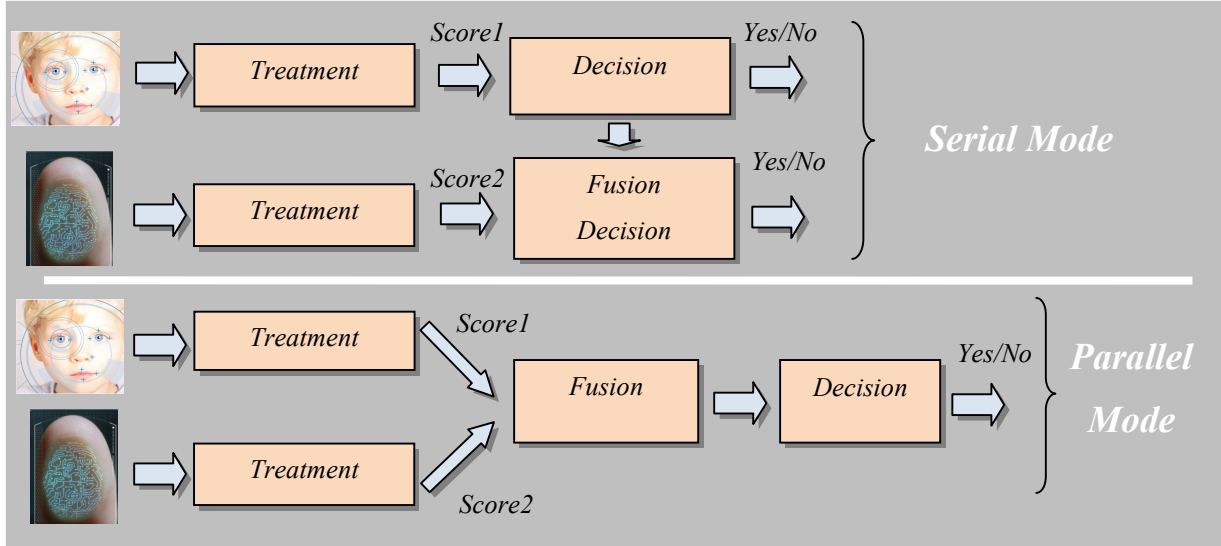 Score1
Yes/No
Treatment
Decision
Serial Mode
Score2
Yes/No
Treatment
Fusion
Decision
Treatment
Score1
Fusion
Decision
Yes/No
Parallel
Mode
Treatment
Score2